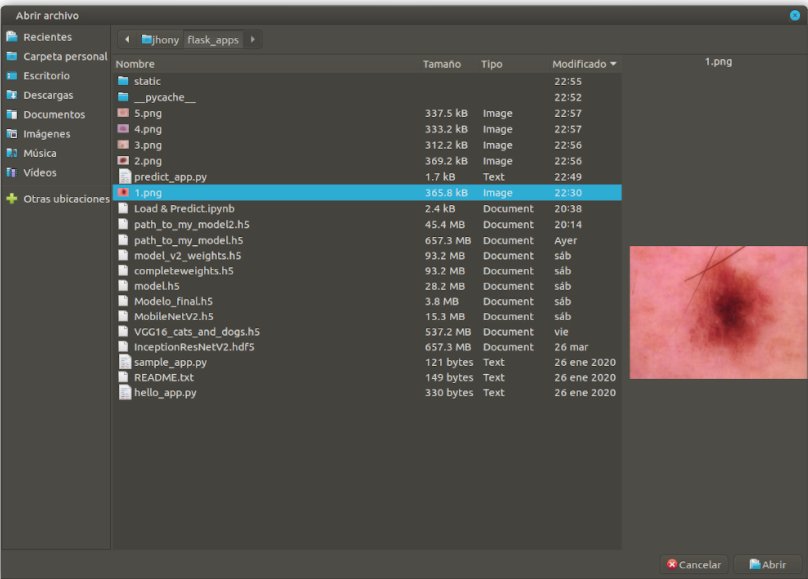 Abrir archivo
Recientes
Carpeta personal
Escritorio
Descargas
Documentos
Imágenes
Música
Vídeos
Otras ubicaciones
jhony flask_apps
Nombre Tamaño Tipo Modificado
static 22:55
__pycache__ 22:52
5.png 337.5 kB Image 22:57
4.png 333.2 kB Image 22:57
3.png 312.2 kB Image 22:56
2.png 369.2 kB Image 22:56
predict_app.py 1.7 kB Text 22:49
1.png 365.8 kB Image 22:30
Load & Predict.ipynb 2.4 kB Document 20:38
path_to_my_model2.h5 45.4 MB Document 20:14
path_to_my_model.h5 657.3 MB Document Ayer
model_v2_weights.h5 93.2 MB Document sáb
completeweights.h5 93.2 MB Document sáb
model.h5 28.2 MB Document sáb
Modelo_final.h5 3.8 MB Document sáb
MobileNetV2.h5 15.3 MB Document sáb
VGG16_cats_and_dogs.h5 537.2 MB Document vie
InceptionResNetV2.hdf5 657.3 MB Document 26 mar
sample_app.py 121 bytes Text 26 ene 2020
README.txt 149 bytes Text 26 ene 2020
hello_app.py 330 bytes Text 26 ene 2020
1.png
Cancelar Abrir